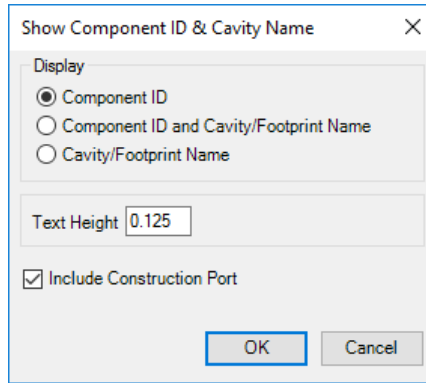 Show Component ID & Cavity Name
Display
Component ID
Component ID and Cavity/Footprint Name
Cavity/Footprint Name
Text Height 0.125
Include Construction Port
OK Cancel